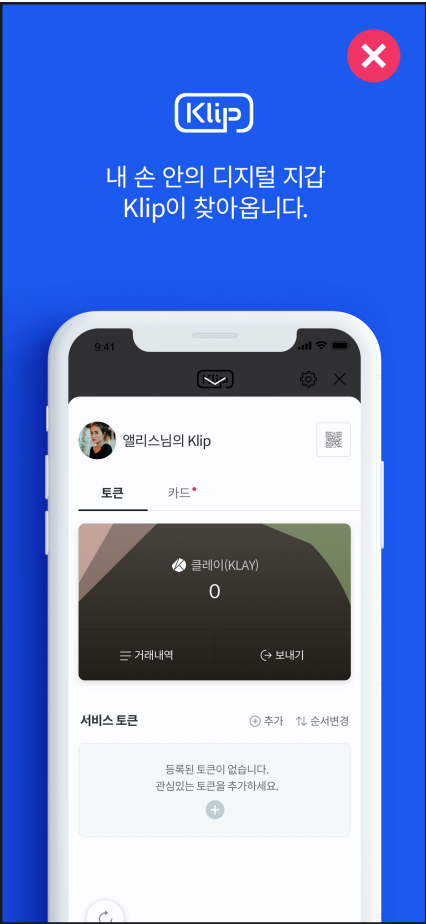 Klip
내 손 안의 디지털 지갑
Klip이 찾아옵니다.
9:41
Klip
앨리스님의 Klip
토큰
카드
클레이(KLAY)
0
거래내역
보내기
서비스 토큰
추가
순서변경
등록된 토큰이 없습니다.
관심있는 토큰을 추가하세요.